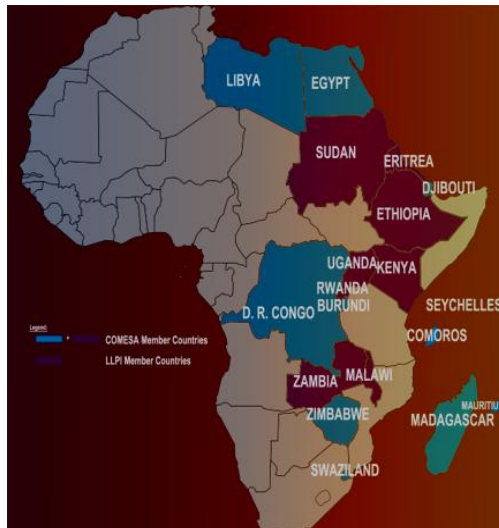 LIBYA
EGYPT
SUDAN
ERITREA
DJIBOUTI
ETHIOPIA
UGANDA
KENYA
RWANDA
BURUNDI
D. R. CONGO
SEYCHELLES
Legend:
+
COMESA Member Countries
COMOROS
LLPI Member Countries
ZAMBIA
MALAWI
MAURITIU
ZIMBABWE
MADAGASCAR
SWAZILAND